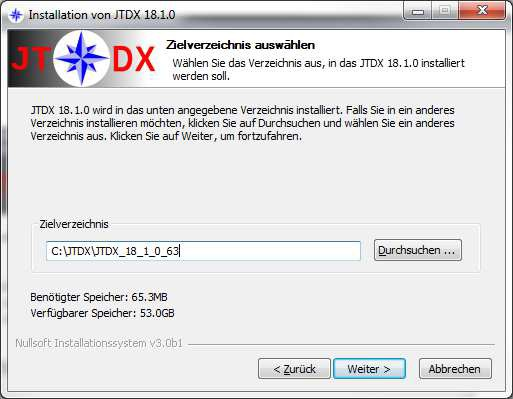 Installation von JTDX 18.1.0
JT DX
Zielverzeichnis auswählen
Wählen Sie das Verzeichnis aus, in das JTDX 18.1.0 installiert
werden soll.
JTDX 18.1.0 wird in das unten angegebene Verzeichnis installiert. Falls Sie in ein anderes
Verzeichnis installieren möchten, klicken Sie auf Durchsuchen und wählen Sie ein anderes
Verzeichnis aus. Klicken Sie auf Weiter, um fortzufahren.
Zielverzeichnis
C:\JTDX\JTDX_18_1_0_63
Durchsuchen ...
Benötigter Speicher: 65.3MB
Verfügbarer Speicher: 53.0GB
Nullsoft Installationssystem v3.0b1
< Zurück
Weiter >
Abbrechen